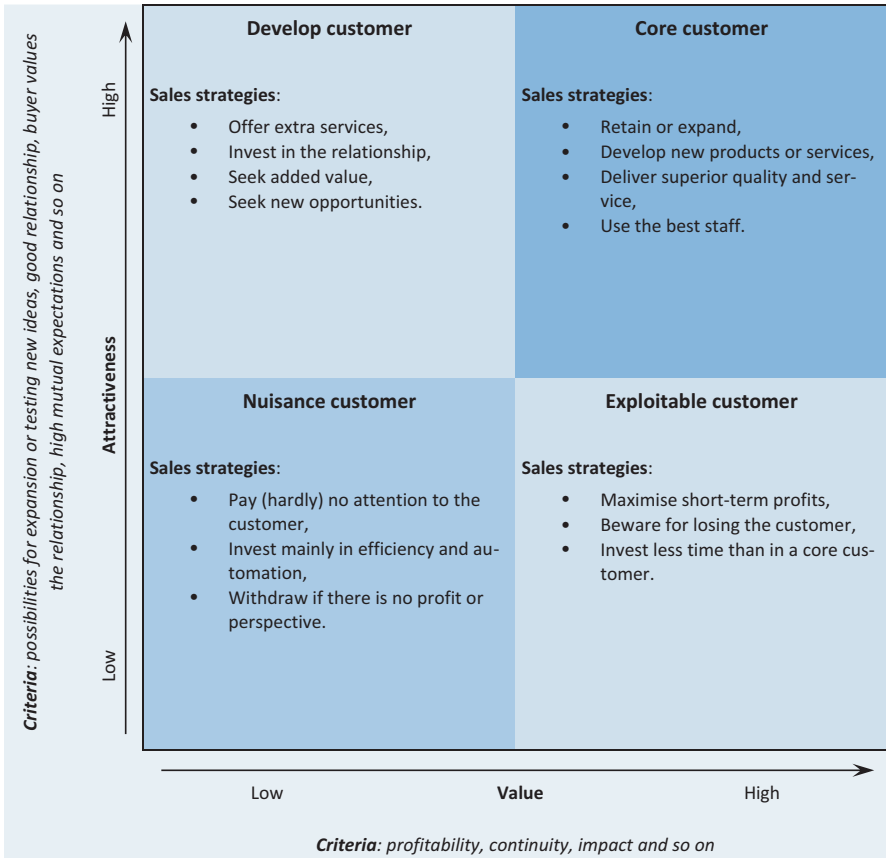 Criteria: possibilities for expansion or testing new ideas, good relationship, buyer values
the relationship, high mutual expectations and so on
Attractiveness
High
Low
Develop customer
Sales strategies:
• Offer extra services,
• Invest in the relationship,
• Seek added value,
• Seek new opportunities.
Core customer
Sales strategies:
• Retain or expand,
• Develop new products or services,
• Deliver superior quality and ser-
vice,
• Use the best staff.
Nuisance customer
Sales strategies:
• Pay (hardly) no attention to the
customer,
• Invest mainly in efficiency and au-
tomation,
• Withdraw if there is no profit or
perspective.
Exploitable customer
Sales strategies:
• Maximise short-term profits,
• Beware for losing the customer,
• Invest less time than in a core cus-
tomer.
Low
Value
High
Criteria: profitability, continuity, impact and so on